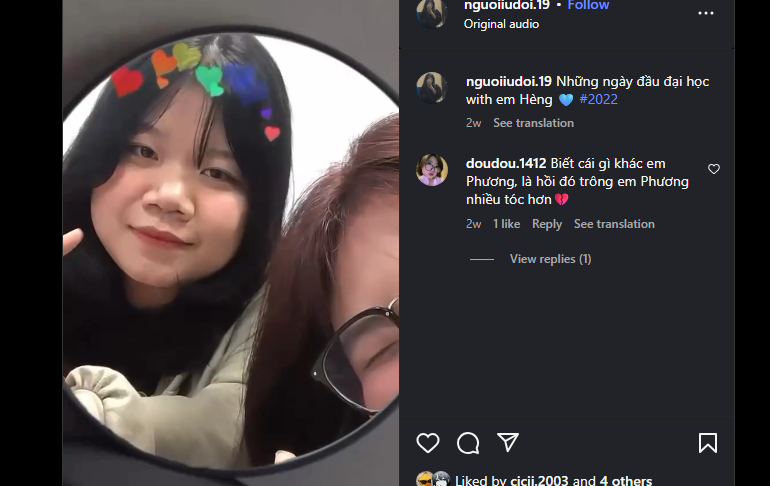 nguoiiudoi.19 • Follow
Original audio
nguoiiudoi.19 Những ngày đầu đại học
with em Hèng 🩵 #2022
2w See translation
doudou.1412 Biết cái gì khác em
Phương, là hồi đó trông em Phương
nhiều tóc hơn💔
2w 1 like Reply See translation
View replies (1)
Liked by cicii.2003 and 4 others